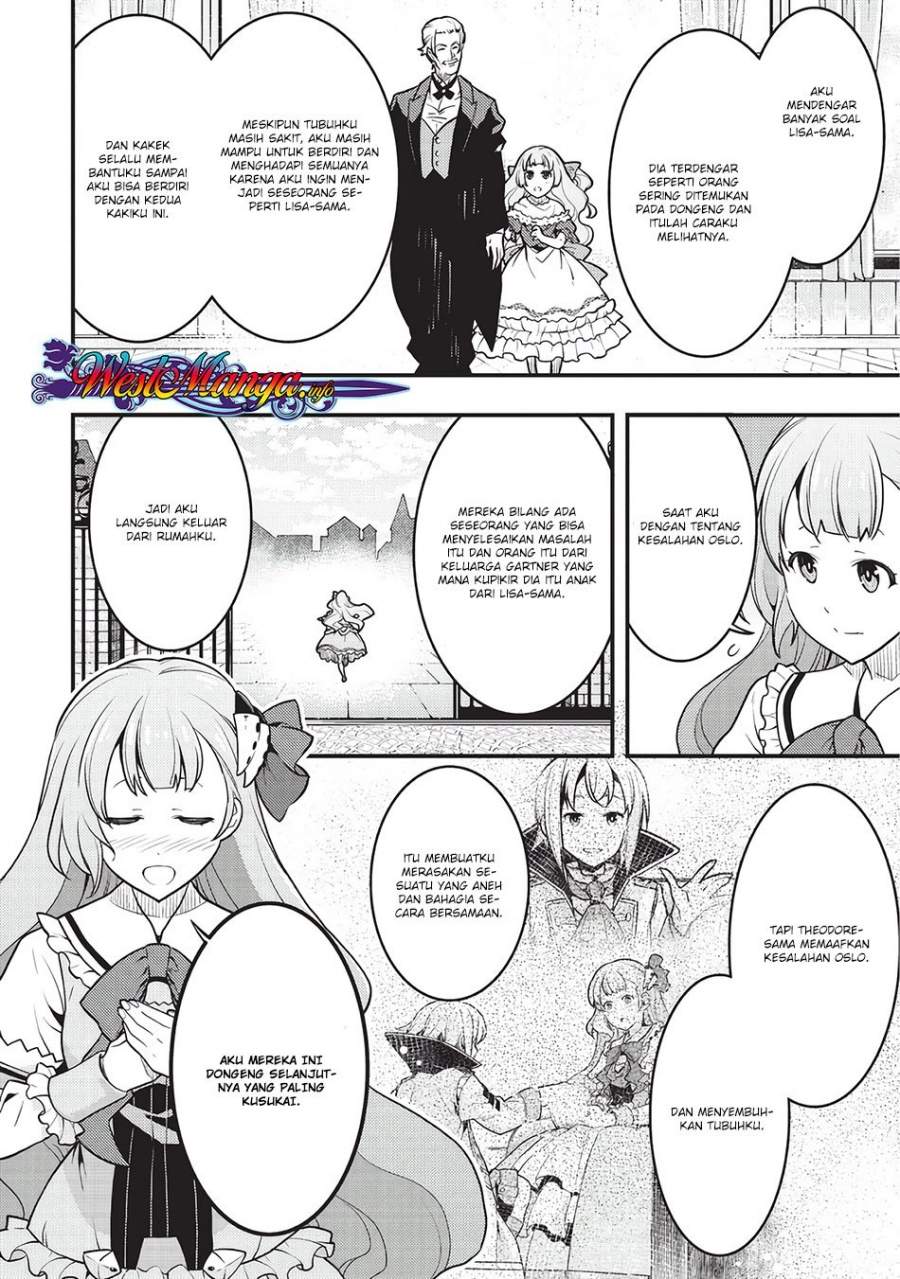 AKU
MENDENGAR
BANYAK SOAL
LISA-SAMA.
DIA TERDENGAR
SEPERTI ORANG
SERING DITEMUKAN
PADA DONGENG DAN
ITULAH CARAKU
MELIHATNYA.
MESKIPUN TUBUHKU
MASIH SAKIT, AKU MASIH
MAMPU UNTUK BERDIRI DAN
MENGHADAPI SEMUANYA
KARENA AKU INGIN MEN-
JADI SESEORANG SE-
PERTI LISA-SAMA.
DAN KAKEK
SELALU MEM-
BANTUKU SAMPAI
AKU BISA BERDIRI
DENGAN KEDUA
KAKIKU INI.
WestManga.info
SAAT AKU
DENGAN TENTANG
KESALAHAN OSLO.
MEREKA BILANG ADA
SESEORANG YANG BISA
MENYELESAIKAN MASALAH
ITU DAN ORANG ITU DARI
KELUARGA GARTNER YANG
MANA KUPIKIR DIA ITU ANAK
DARI LISA-SAMA.
JADI AKU
LANGSUNG KELUAR
DARI RUMAHKU.
TAPI THEODORE-
SAMA MEMAAFKAN
KESALAHAN OSLO.
DAN MENYEMBUH-
KAN TUBUHKU.
ITU MEMBUATKU
MERASAKAN SE-
SUATU YANG ANEH
DAN BAHAGIA SE-
CARA BERSAMAAN.
AKU MEREKA INI
DONGENG SELANJUT-
NYA YANG PALING
KUSUKAI.